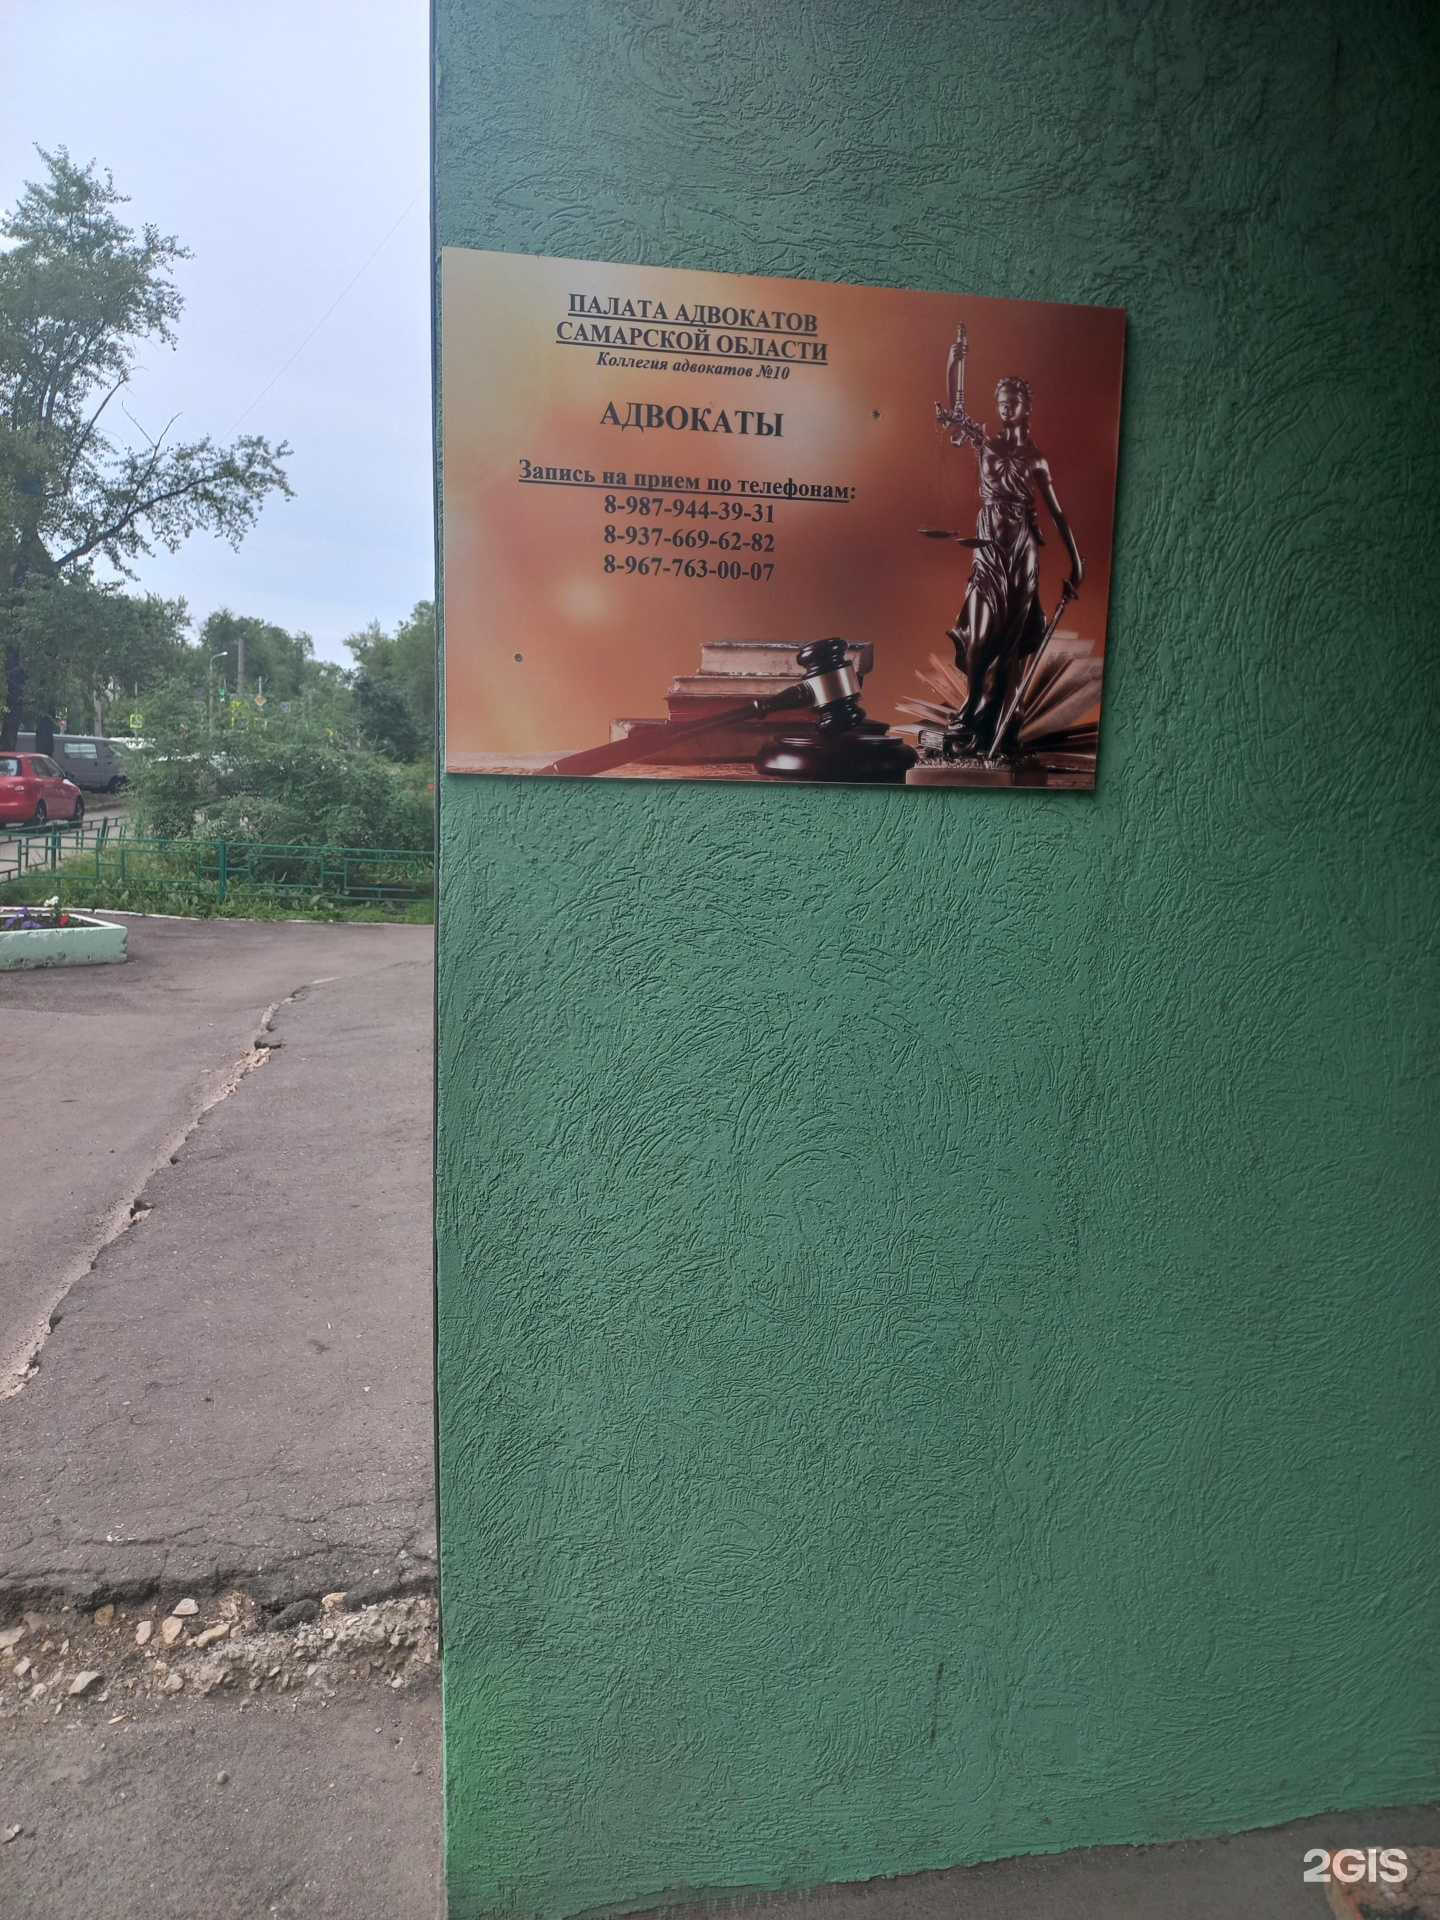 ПАЛАТА АДВОКАТОВ
САМАРСКОЙ ОБЛАСТИ
Коллегия адвокатов №10
АДВОКАТЫ
Запись на прием по телефонам:
8-987-944-39-31
8-937-669-62-82
8-967-763-00-07
2GIS